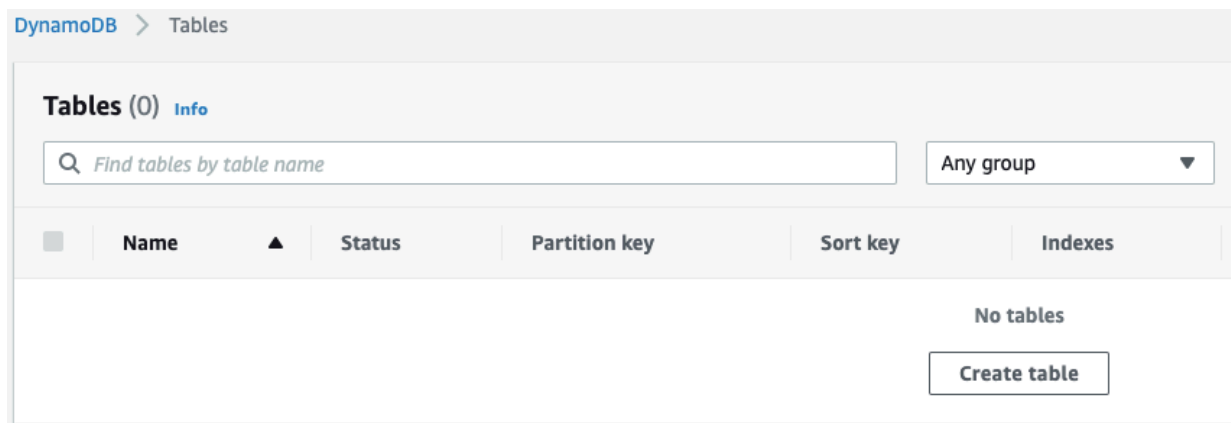 DynamoDB > Tables
Tables (0) Info
Find tables by table name Any group
Name Status Partition key Sort key Indexes
No tables
Create table